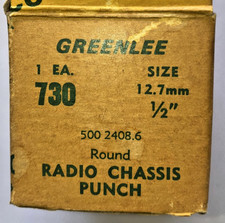 GREENLEE
1 EA. SIZE
730 12,7mm
1/2"
500 2408.6
Round
RADIO CHASSIS
PUNCH